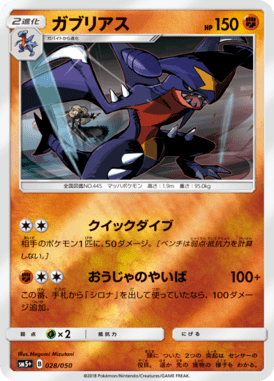 2進化
ガブリアス
HP 150
ガバイトから進化
全国図鑑NO.445 マッハポケモン 高さ:1.9m 重さ:95.0kg
クイックダイブ
相手のポケモン1匹に、50ダメージ。[ベンチは弱点・抵抗力を計算
しない。]
おうじゃのやいば 100+
この番、手札から「シロナ」を出して使っていたなら、100ダメージ
追加。
弱点 ×2 抵抗力 にげる
Illus. Megumi Mizutani
SM5+ B 028/050
©2018 Pokémon/Nintendo/Creatures/GAME FREAK.